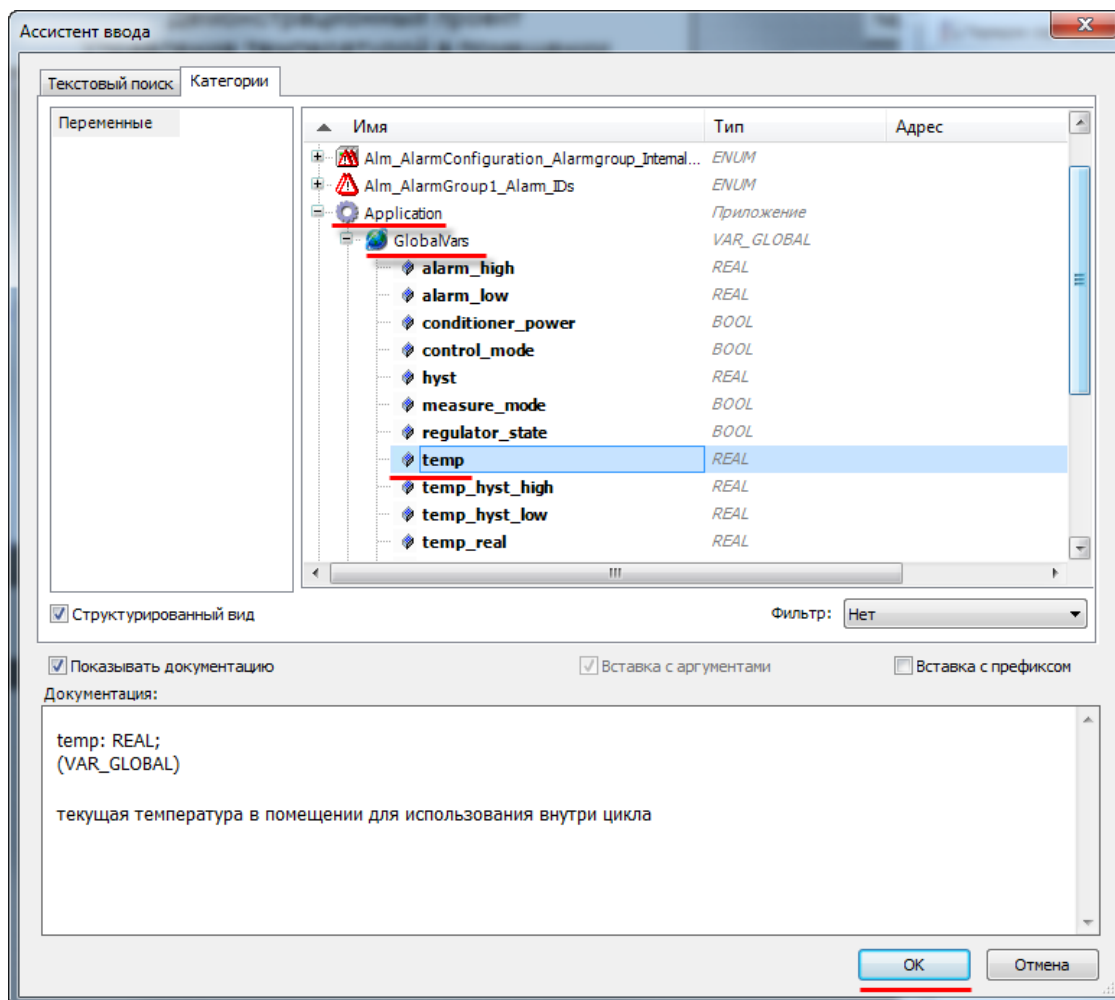 Демонстрационный проект
Ассистент ввода
Текстовый поиск Категории
Переменные
Имя Тип Адрес
Alm_AlarmConfiguration_Alarmgroup_Internal... ENUM
Alm_AlarmGroup1_Alarm_IDs ENUM
Application Приложение
GlobalVars VAR_GLOBAL
alarm_high REAL
alarm_low REAL
conditioner_power BOOL
control_mode BOOL
hyst REAL
measure_mode BOOL
regulator_state BOOL
temp REAL
temp_hyst_high REAL
temp_hyst_low REAL
temp_real REAL
Структурированный вид Фильтр: Нет
Показывать документацию Вставка с аргументами Вставка с префиксом
Документация:
temp: REAL;
(VAR_GLOBAL)
текущая температура в помещении для использования внутри цикла
OK Отмена